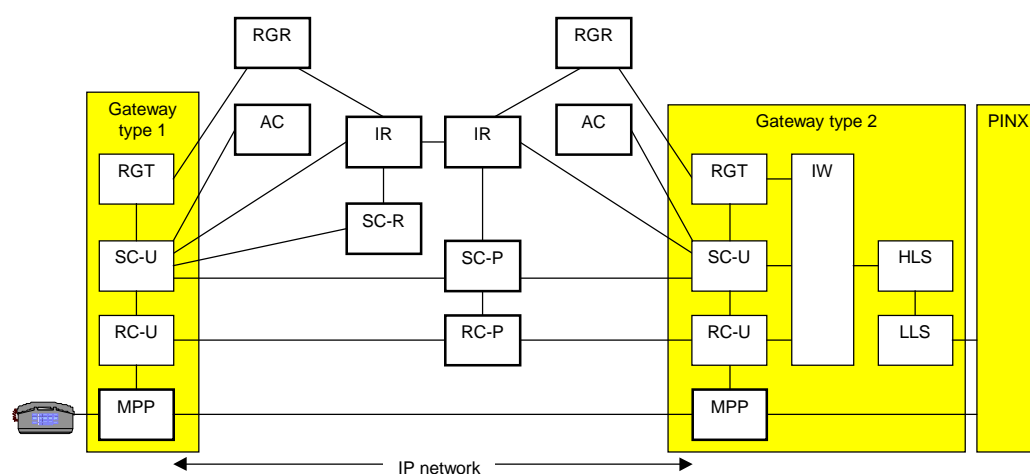 RGR
RGR
Gateway
type 1
AC
IR
IR
AC
Gateway type 2
PINX
RGT
RGT
IW
SC-R
SC-U
SC-P
SC-U
HLS
RC-U
RC-P
RC-U
LLS
MPP
MPP
IP network